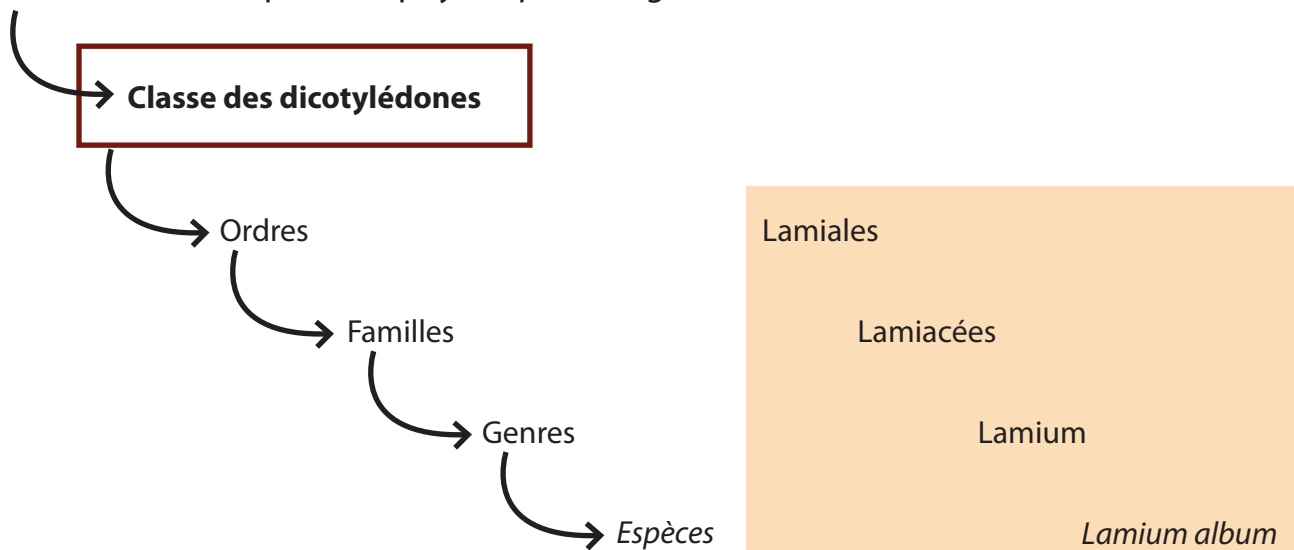 Classe des dicotylédones
Ordres Lamiales
Familles Lamiacées
Genres Lamium
Espèces Lamium album